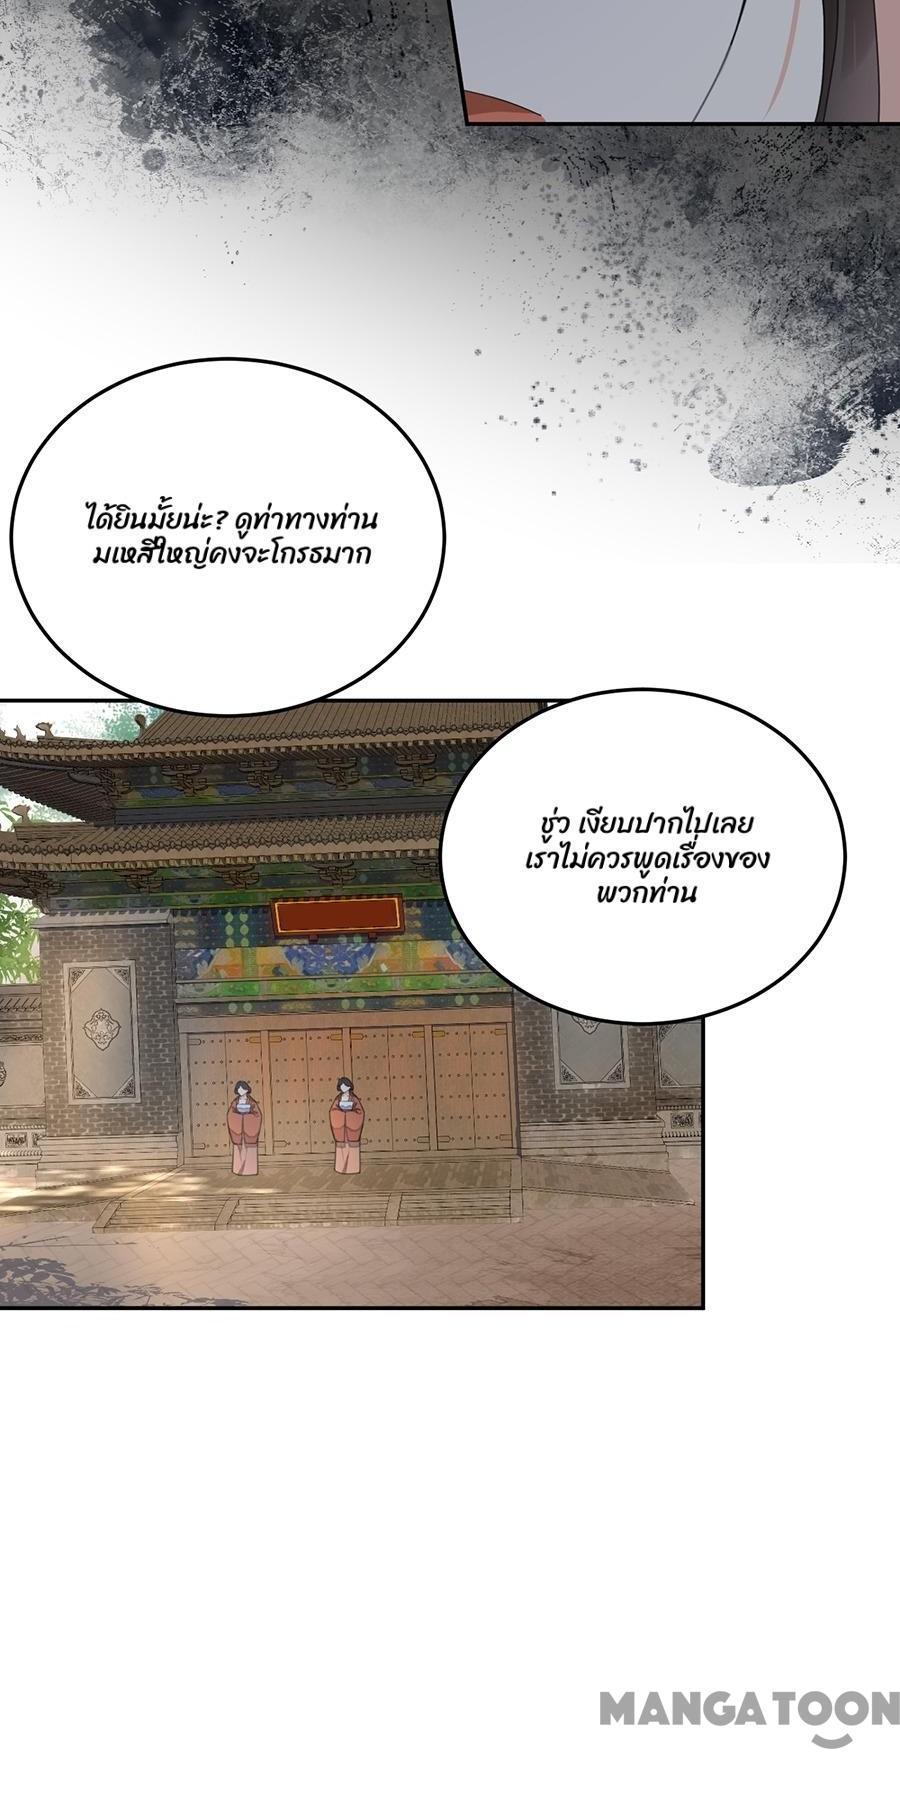 ได้ยินมั้ยน่ะ? ดูท่าทางท่าน
มเหสีใหญ่คงจะโกรธมาก
ชู่ว เงียบปากไปเลย
เราไม่ควรพูดเรื่องของ
พวกท่าน
MANGATOON